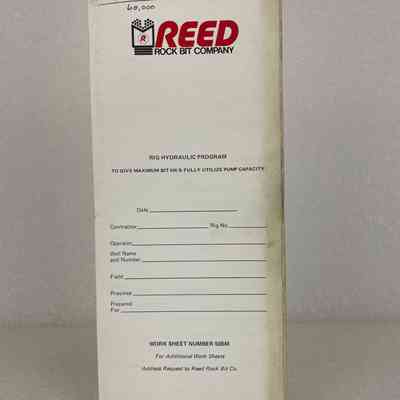 60,000
R REED
ROCK BIT COMPANY
RIG HYDRAULIC PROGRAM
TO GIVE MAXIMUM BIT HK & FULLY UTILIZE PUMP CAPACITY
Date
Contractor Rig No.
Operator
Well Name
and Number
Field
Province
Prepared
For
WORK SHEET NUMBER
For Additional Work Sheets
Address Request to Reed Rock Bit Co.